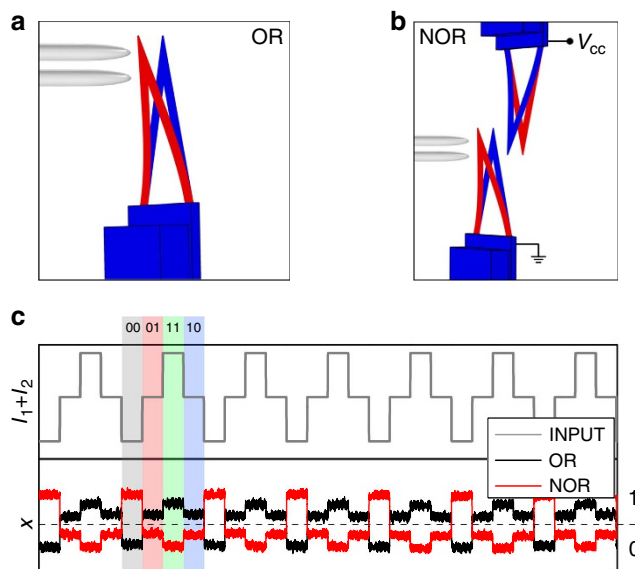 a
OR
b
NOR
V_cc
c
00 01 11 10
I_1+I_2
INPUT
OR
NOR
x
1
0